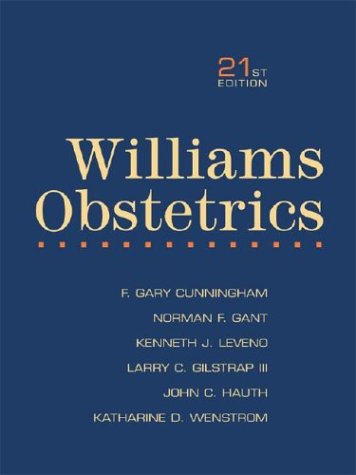 21ST
EDITION
Williams
Obstetrics
F. GARY CUNNINGHAM
NORMAN F. GANT
KENNETH J. LEVENO
LARRY C. GILSTRAP III
JOHN C. HAUTH
KATHARINE D. WENSTROM